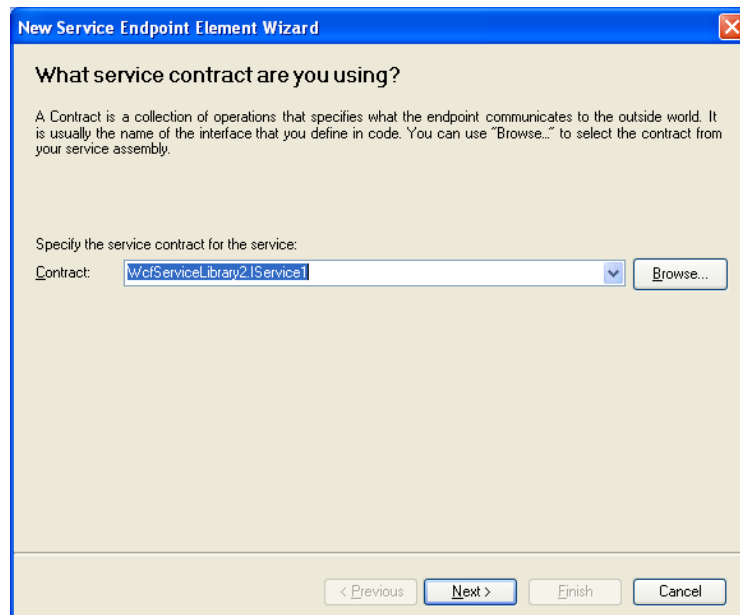 New Service Endpoint Element Wizard
What service contract are you using?
A Contract is a collection of operations that specifies what the endpoint communicates to the outside world. It
is usually the name of the interface that you define in code. You can use "Browse..." to select the contract from
your service assembly.
Specify the service contract for the service:
Contract: WcfServiceLibrary2.IService1 Browse...
< Previous Next > Finish Cancel